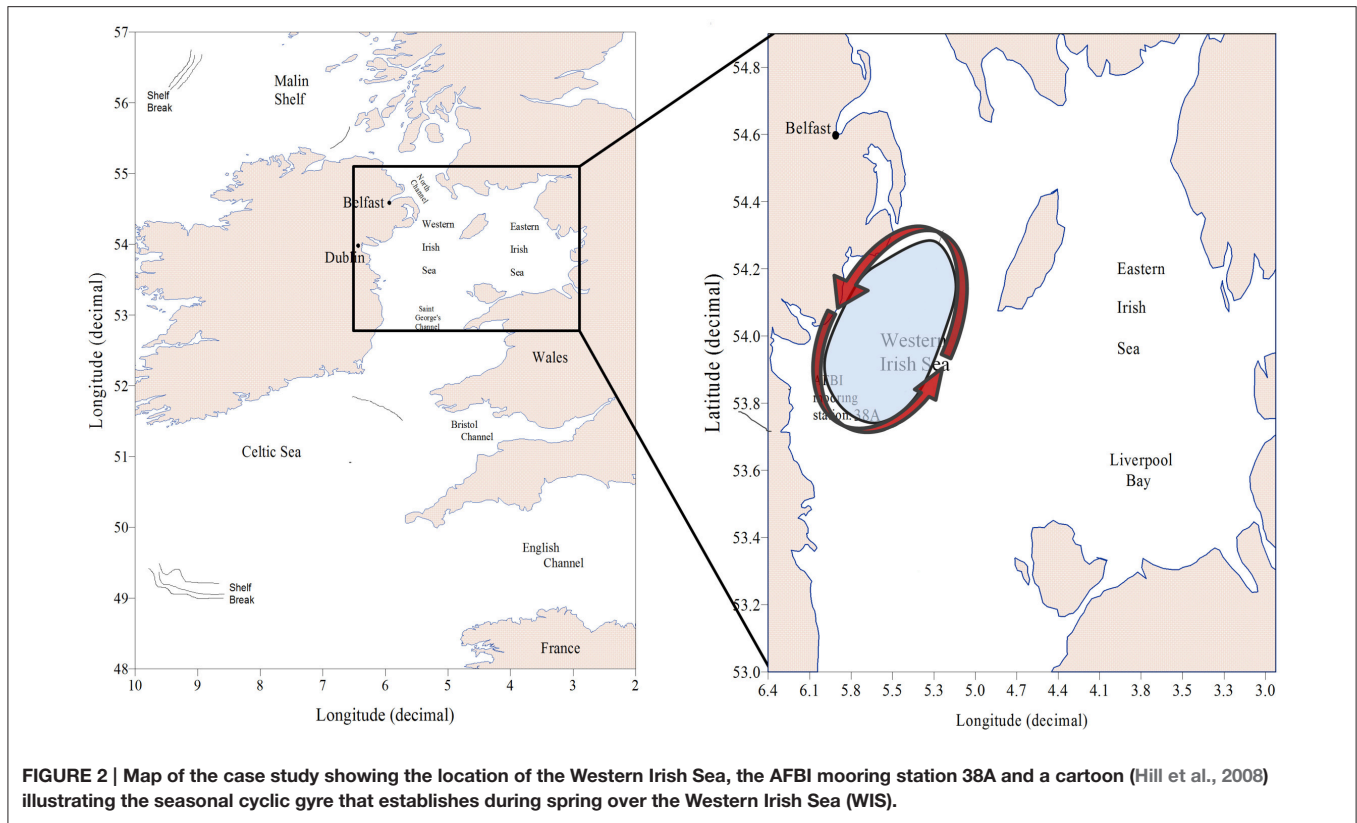 57
56
55
54
53
52
51
50
49
48
Longitude (decimal)
10
9
8
7
6
5
4
3
2
Longitude (decimal)
Shelf
Break
Malin
Shelf
North
Channel
Belfast
Dublin
Western
Irish
Sea
Eastern
Irish
Sea
Saint
George's
Channel
Wales
Bristol
Channel
Celtic Sea
English
Channel
Shelf
Break
France
54.8
54.6
54.4
54.2
54.0
53.8
53.6
53.4
53.2
53.0
Latitude (decimal)
Belfast
Western
Irish Sea
AFBI
mooring
station: 38A
Eastern
Irish
Sea
Liverpool
Bay
6.4
6.1
5.8
5.5
5.3
5.0
4.7
4.4
4.1
3.8
3.5
3.3
3.0
Longitude (decimal)
FIGURE 2 | Map of the case study showing the location of the Western Irish Sea, the AFBI mooring station 38A and a cartoon (Hill et al., 2008)
illustrating the seasonal cyclic gyre that establishes during spring over the Western Irish Sea (WIS).